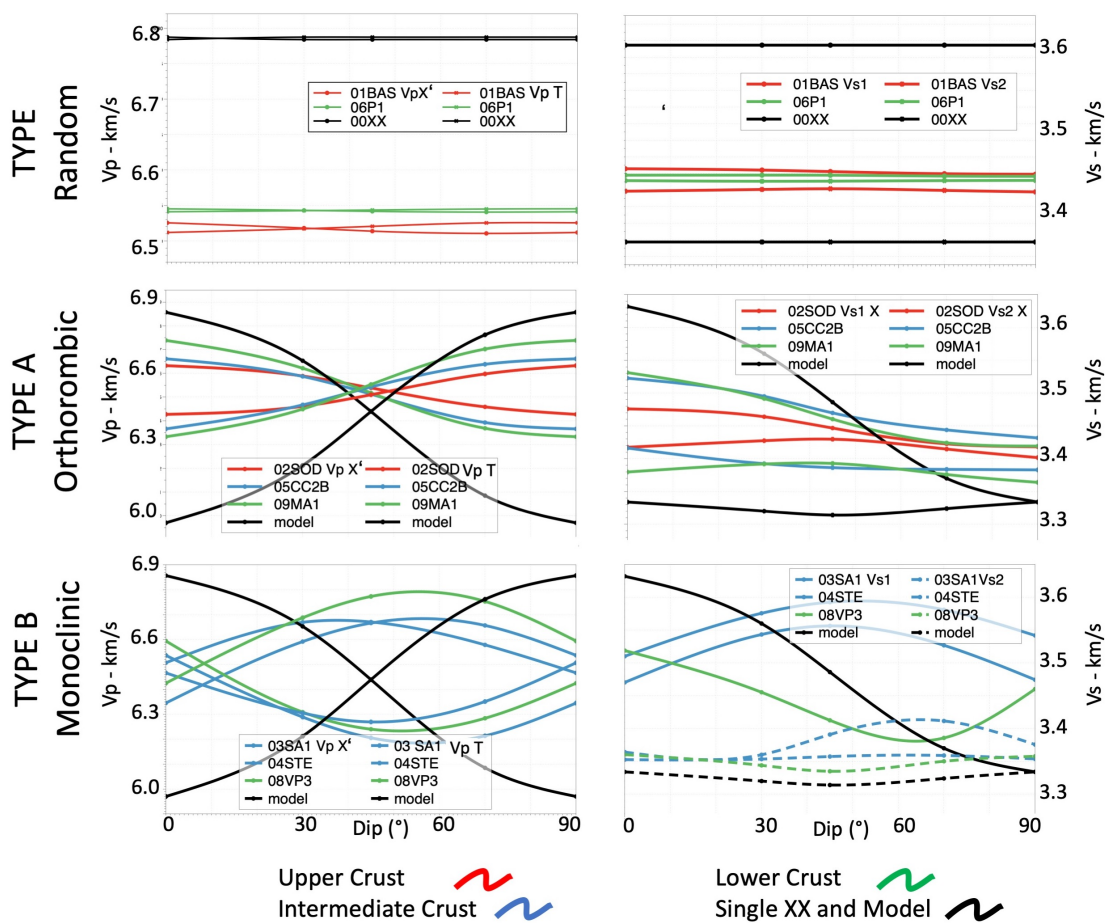 TYPE
Random
Vp - km/s
6.8
6.7
6.6
6.5
01BAS VpX‘ 01BAS Vp T
06P1 06P1
00XX 00XX
‘
01BAS Vs1 01BAS Vs2
06P1 06P1
00XX 00XX
3.6
3.5
3.4
Vs - km/s
TYPE A
Orthorombic
Vp - km/s
6.9
6.6
6.3
6.0
02SOD Vp X‘ 02SOD Vp T
05CC2B 05CC2B
09MA1 09MA1
model model
02SOD Vs1 X 02SOD Vs2 X
05CC2B 05CC2B
09MA1 09MA1
model model
3.6
3.5
3.4
3.3
Vs - km/s
TYPE B
Monoclinic
Vp - km/s
6.9
6.6
6.3
6.0
03SA1 Vp X‘ 03 SA1 Vp T
04STE 04STE
08VP3 08VP3
model model
0 30 60 90
Dip (°)
03SA1 Vs1 03SA1Vs2
04STE 04STE
08VP3 08VP3
model model
3.6
3.5
3.4
3.3
Vs - km/s
0 30 60 90
Dip (°)
Upper Crust
Intermediate Crust
Lower Crust
Single XX and Model